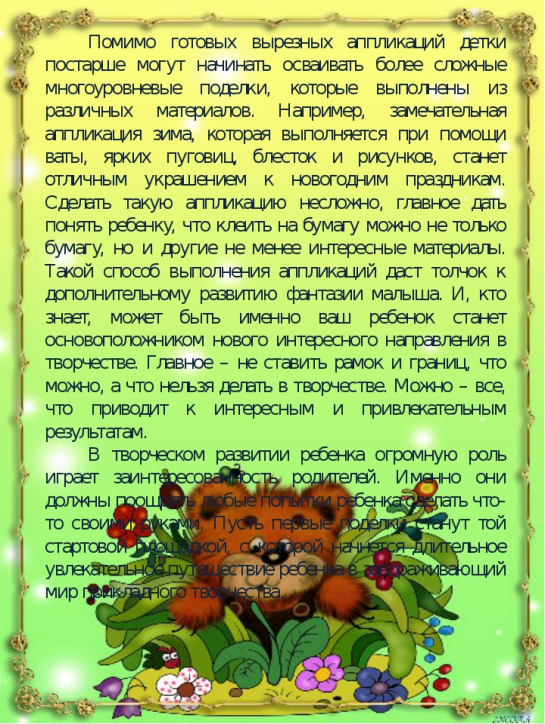 Помимо готовых вырезных аппликаций детки
постарше могут начинать осваивать более сложные
многоуровневые поделки, которые выполнены из
различных материалов. Например, замечательная
аппликация зима, которая выполняется при помощи
ваты, ярких пуговиц, блесток и рисунков, станет
отличным украшением к новогодним праздникам.
Сделать такую аппликацию несложно, главное дать
понять ребенку, что клеить на бумагу можно не только
бумагу, но и другие не менее интересные материалы.
Такой способ выполнения аппликаций даст толчок к
дополнительному развитию фантазии малыша. И, кто
знает, может быть именно ваш ребенок станет
основоположником нового интересного направления в
творчестве. Главное – не ставить рамок и границ, что
можно, а что нельзя делать в творчестве. Можно – все,
что приводит к интересным и привлекательным
результатам.
В творческом развитии ребенка огромную роль
играет заинтересованность родителей. Именно они
должны поощрять любые попытки ребенка сделать что-
то своими руками. Пусть первые поделки станут той
стартовой площадкой, с которой начнется длительное
увлекательное путешествие ребенка в завораживающий
мир прикладного творчества.